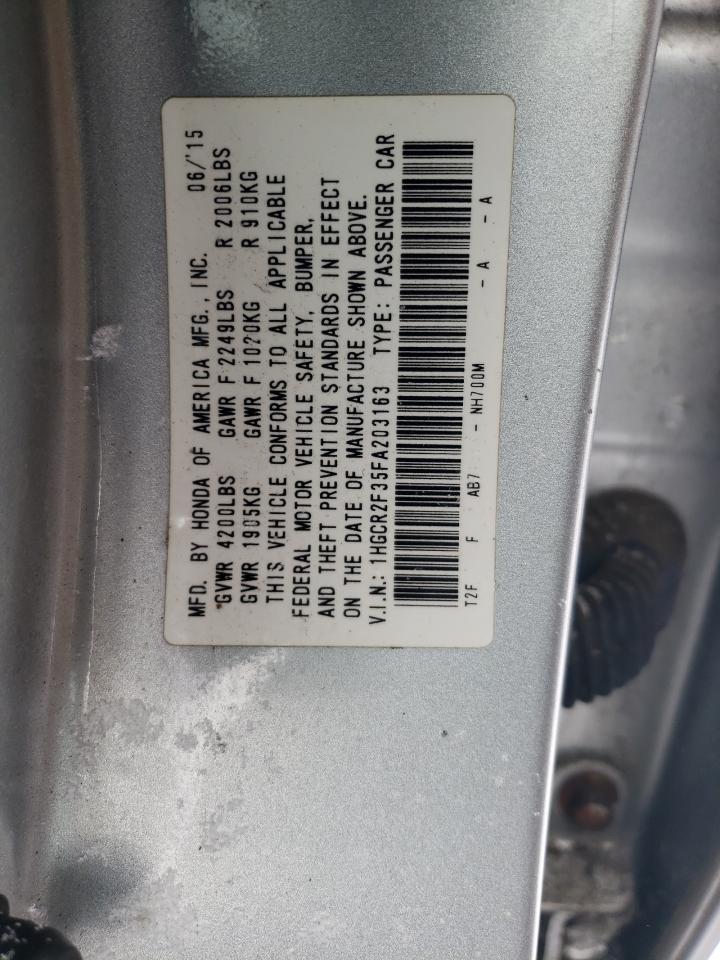 MFD. BY HONDA OF AMERICA MFG., INC. 06/'15
GVWR 4200LBS GAWR F 2249LBS R 2006LBS
GVWR 1905KG GAWR F 1020KG R 910KG
THIS VEHICLE CONFORMS TO ALL APPLICABLE
FEDERAL MOTOR VEHICLE SAFETY, BUMPER,
AND THEFT PREVENTION STANDARDS IN EFFECT
ON THE DATE OF MANUFACTURE SHOWN ABOVE.
V.I.N.: 1HGCR2F35FA203163 TYPE: PASSENGER CAR
T2F F AB7 - NH700M - A - A